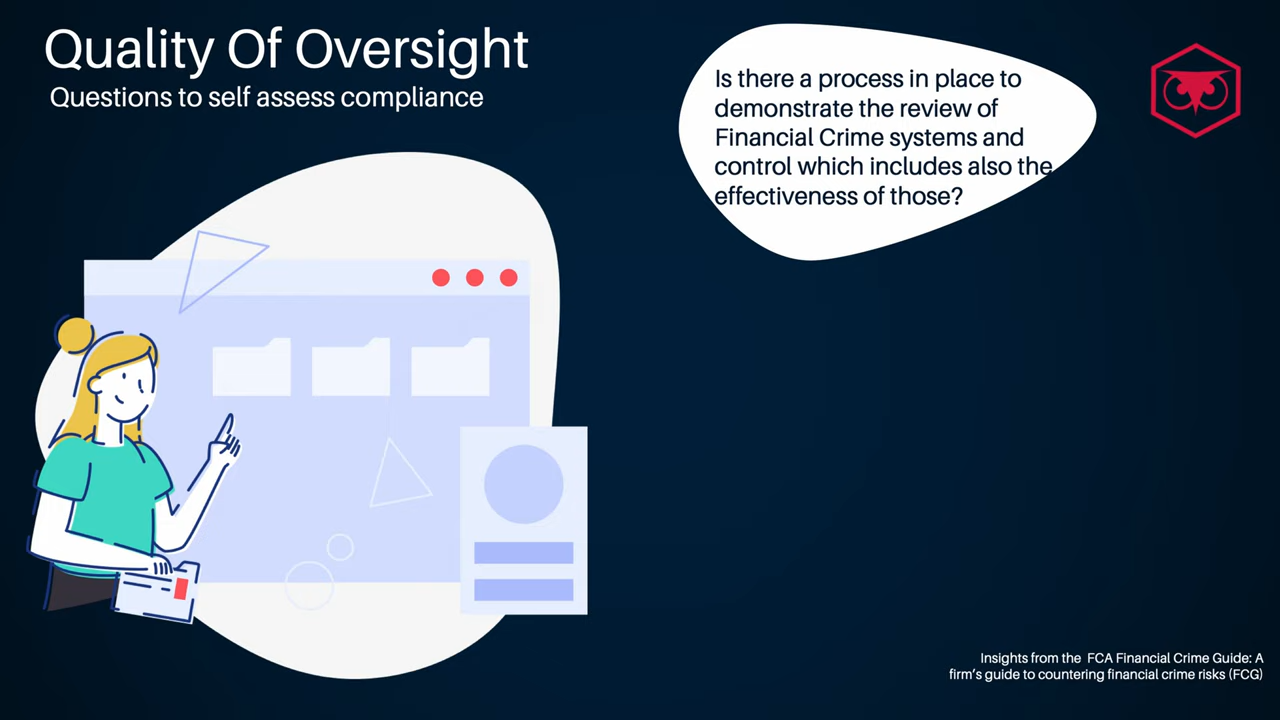 Quality Of Oversight
Questions to self assess compliance
Is there a process in place to
demonstrate the review of
Financial Crime systems and
control which includes also the
effectiveness of those?
Insights from the FCA Financial Crime Guide: A
firm's guide to countering financial crime risks (FCG)